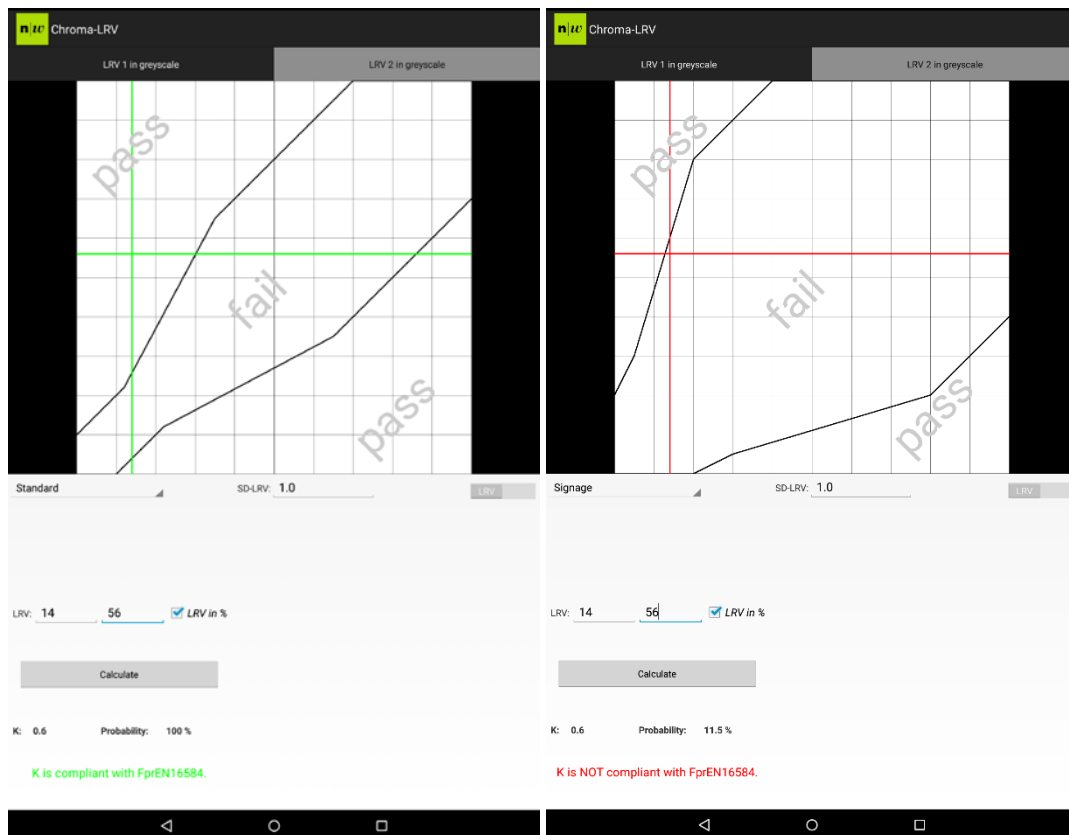 n|w Chroma-LRV
LRV 1 in greyscale LRV 2 in greyscale
pass
fail
pass
Standard SD-LRV: 1.0 LRV
LRV: 14 56 LRV in %
Calculate
K: 0.6 Probability: 100 %
K is compliant with FprEN16584.
n|w Chroma-LRV
LRV 1 in greyscale LRV 2 in greyscale
pass
fail
pass
Signage SD-LRV: 1.0 LRV
LRV: 14 56 LRV in %
Calculate
K: 0.6 Probability: 11.5 %
K is NOT compliant with FprEN16584.